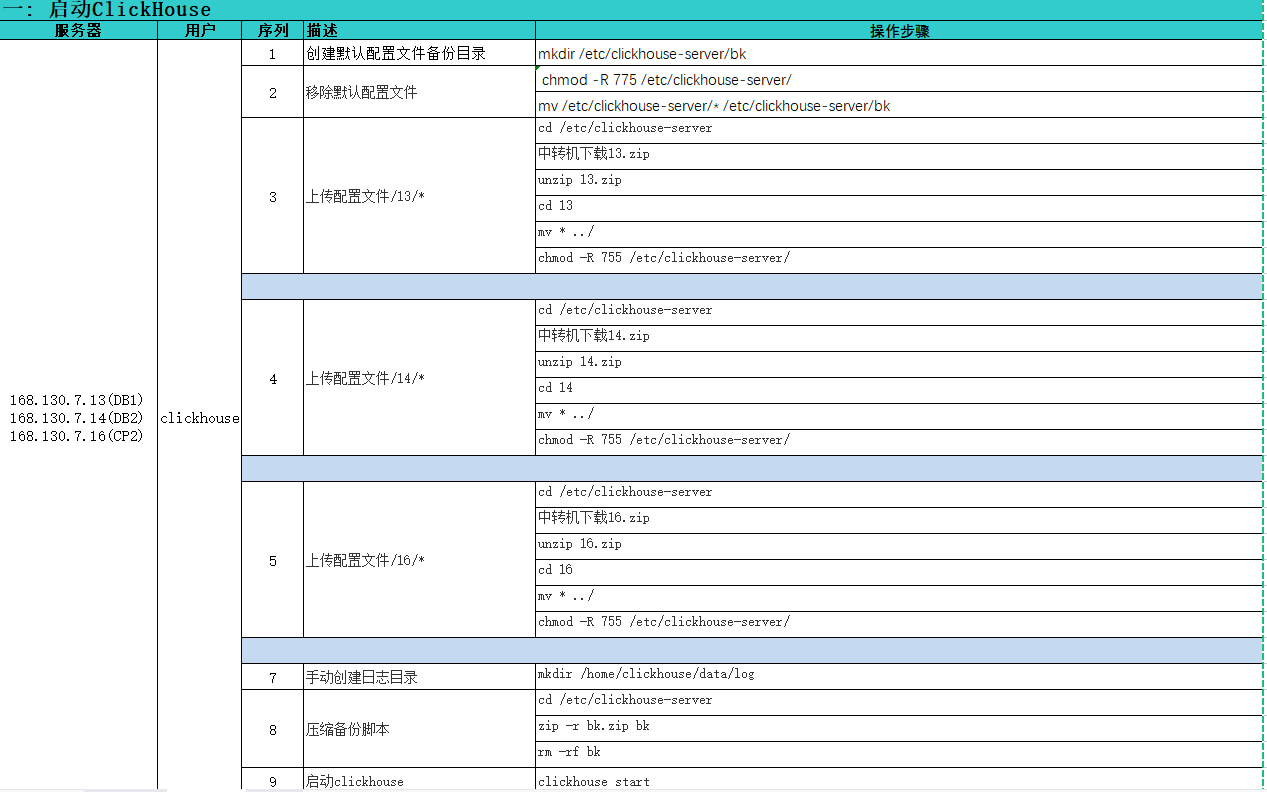 一: 启动ClickHouse
服务器 用户 序列 描述 操作步骤
168.130.7.13(DB1)
168.130.7.14(DB2)
168.130.7.16(CP2)
clickhouse
1 创建默认配置文件备份目录 mkdir /etc/clickhouse-server/bk
2 移除默认配置文件
chmod -R 775 /etc/clickhouse-server/
mv /etc/clickhouse-server/* /etc/clickhouse-server/bk
3 上传配置文件/13/*
cd /etc/clickhouse-server
中转机下载13.zip
unzip 13.zip
cd 13
mv * ../
chmod -R 755 /etc/clickhouse-server/
4 上传配置文件/14/*
cd /etc/clickhouse-server
中转机下载14.zip
unzip 14.zip
cd 14
mv * ../
chmod -R 755 /etc/clickhouse-server/
5 上传配置文件/16/*
cd /etc/clickhouse-server
中转机下载16.zip
unzip 16.zip
cd 16
mv * ../
chmod -R 755 /etc/clickhouse-server/
7 手动创建日志目录 mkdir /home/clickhouse/data/log
8 压缩备份脚本
cd /etc/clickhouse-server
zip -r bk.zip bk
rm -rf bk
9 启动clickhouse clickhouse start